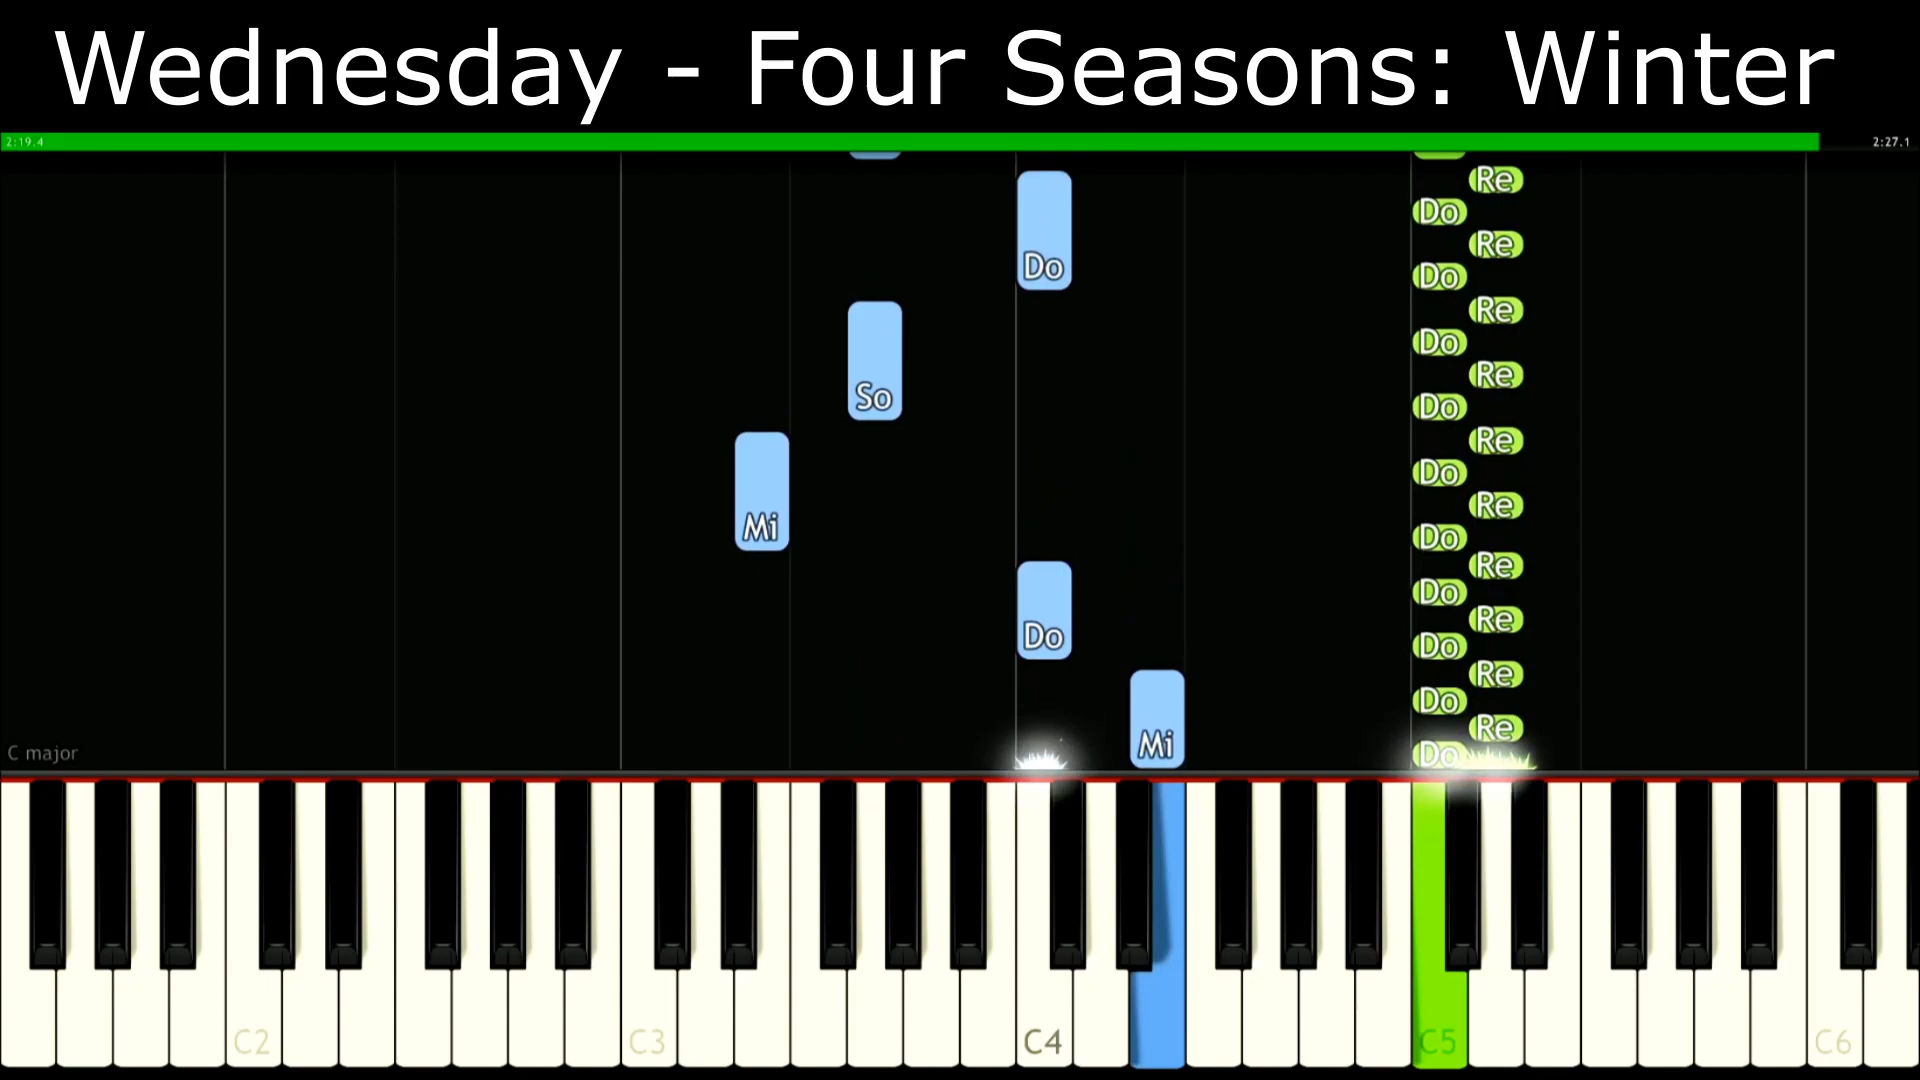 Wednesday - Four Seasons: Winter
2:19.4 2:27.1
Re
Do
Re
Do
Do
Re
Do
Re
So
Do
Re
Do
Re
Mi
Do
Re
Do
Do
Re
Do
Re
Do
Re
Mi
Do
C major
C2 C3 C4 C5 C6